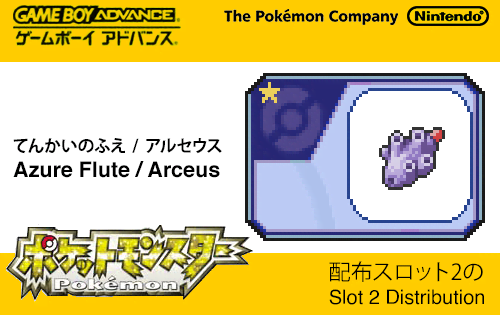 GAME BOY ADVANCE
ゲームボーイ アドバンス™
The Pokémon Company
Nintendo®
てんかいのふえ / アルセウス
Azure Flute / Arceus
ポケットモンスター
Pokémon
配布スロット2の
Slot 2 Distribution